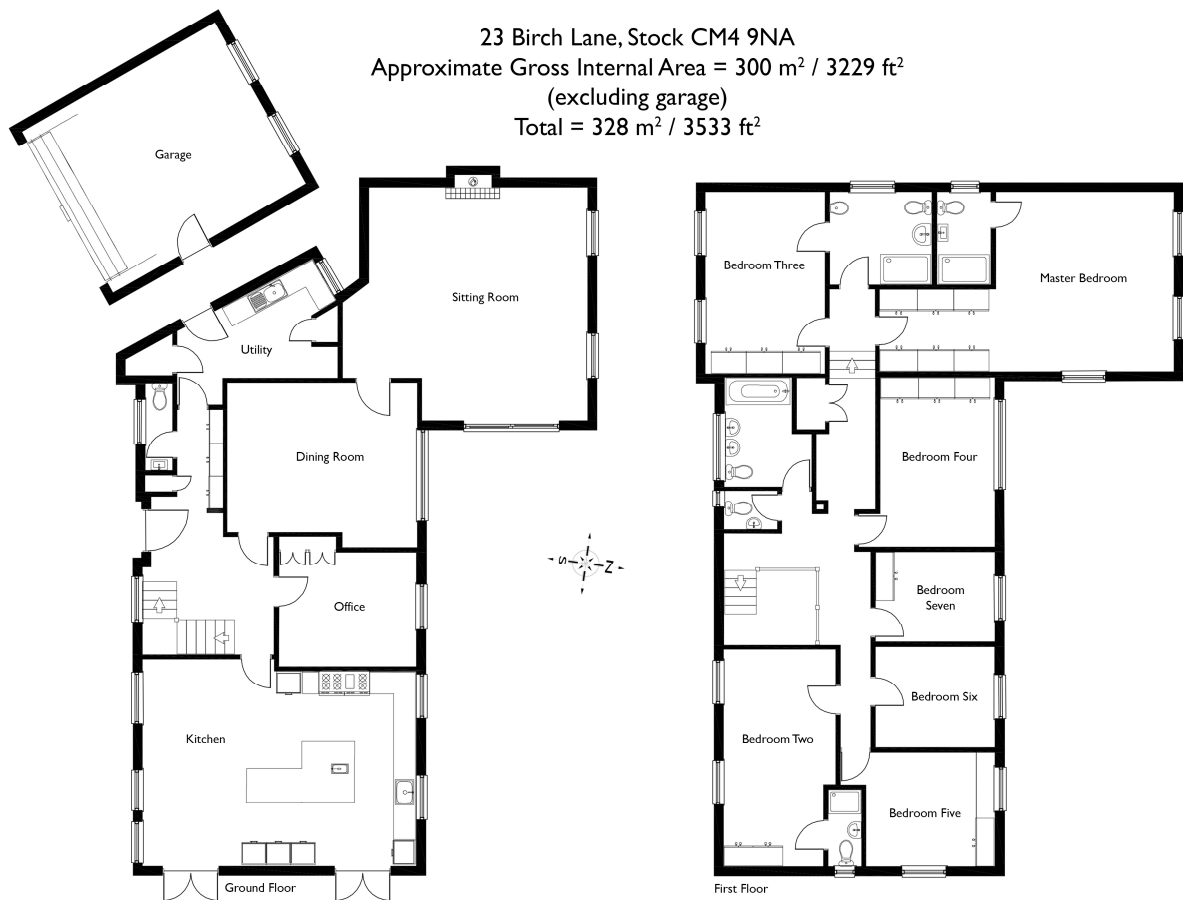 23 Birch Lane, Stock CM4 9NA
Approximate Gross Internal Area = 300 m² / 3229 ft²
(excluding garage)
Total = 328 m² / 3533 ft²
Garage
Sitting Room
Utility
Dining Room
Office
Kitchen
Ground Floor
S
N
Bedroom Three
Master Bedroom
Bedroom Four
Bedroom
Seven
Bedroom Six
Bedroom Two
Bedroom Five
First Floor